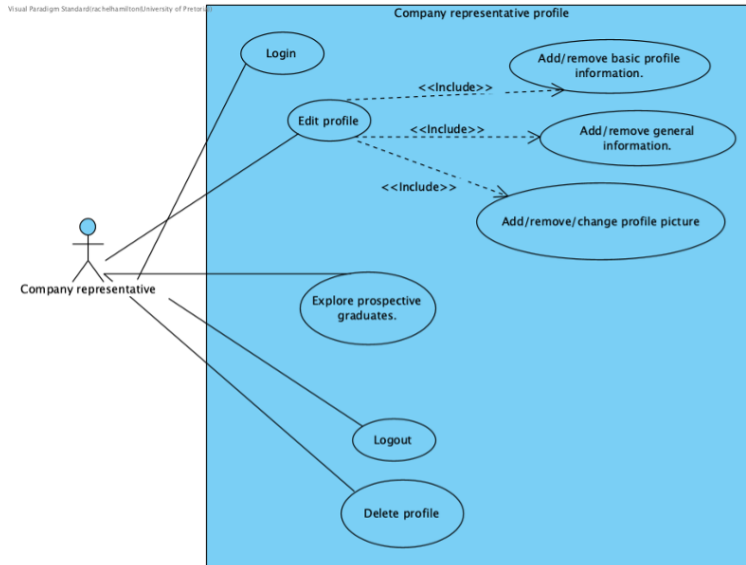 Visual Paradigm Standard(rachelhamilton(University of Pretoria))
Company representative profile
Login
Add/remove basic profile
information.
<<Include>>
Edit profile
<<Include>>
Add/remove general
information.
<<Include>>
Add/remove/change profile picture
Company representative
Explore prospective
graduates.
Logout
Delete profile